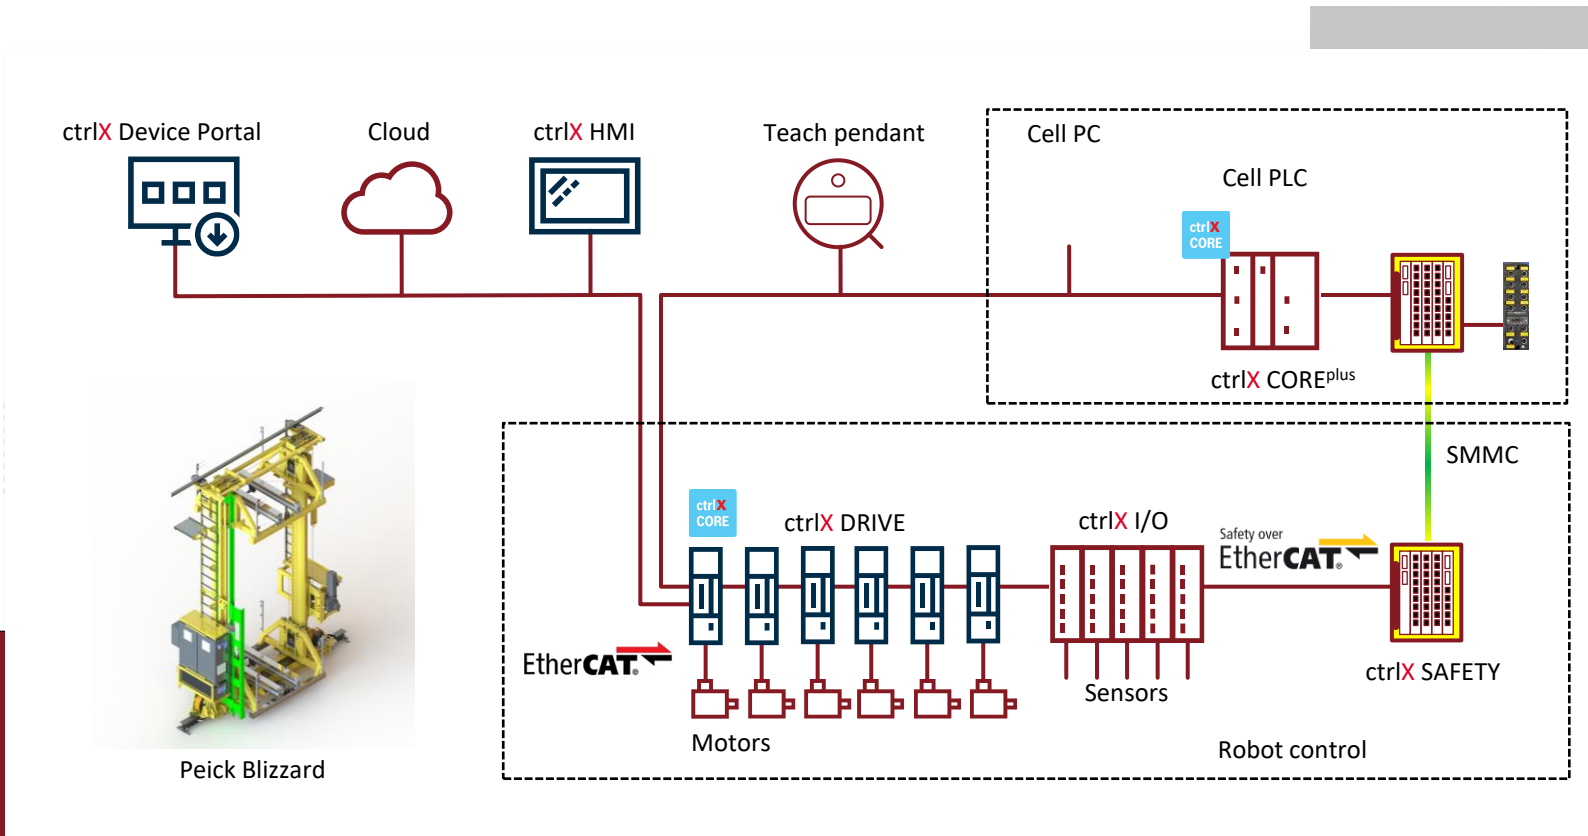 ctrlX Device Portal
Cloud
ctrlX HMI
Teach pendant
Cell PC
Cell PLC
ctrlX
CORE
ctrlX COREplus
SMMC
ctrlX
CORE
ctrlX DRIVE
ctrlX I/O
Safety over
EtherCAT®
EtherCAT®
ctrlX SAFETY
Sensors
Motors
Robot control
Peick Blizzard